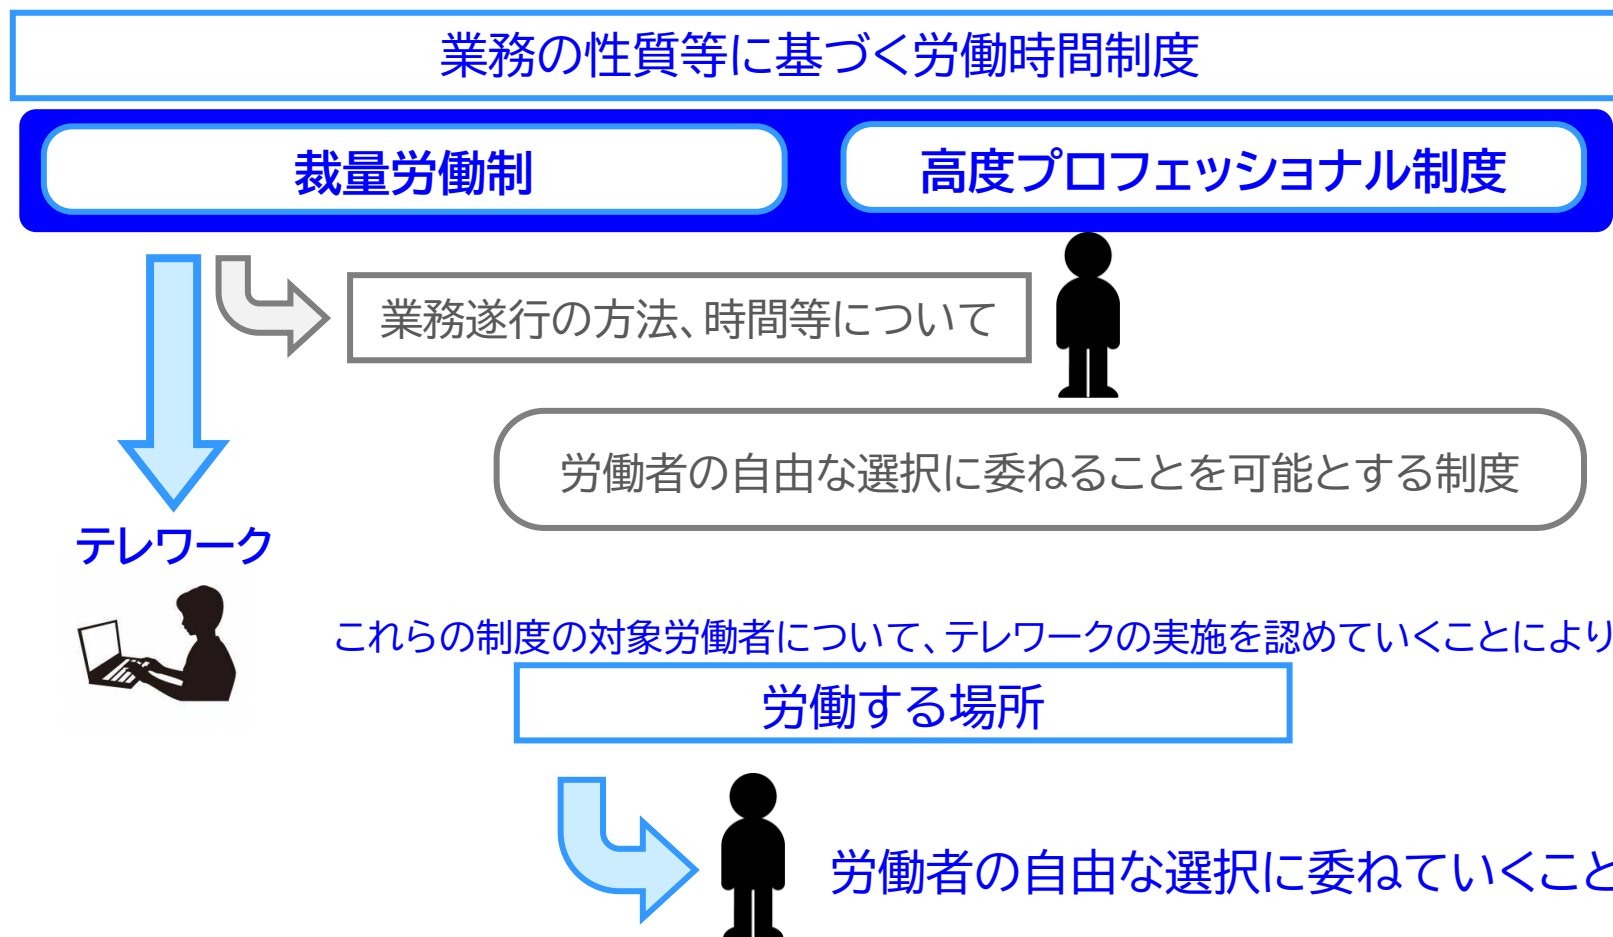 業務の性質等に基づく労働時間制度
裁量労働制
高度プロフェッショナル制度
業務遂行の方法、時間等について
労働者の自由な選択に委ねることを可能とする制度
テレワーク
これらの制度の対象労働者について、テレワークの実施を認めていくことにより
労働する場所
労働者の自由な選択に委ねていくこと